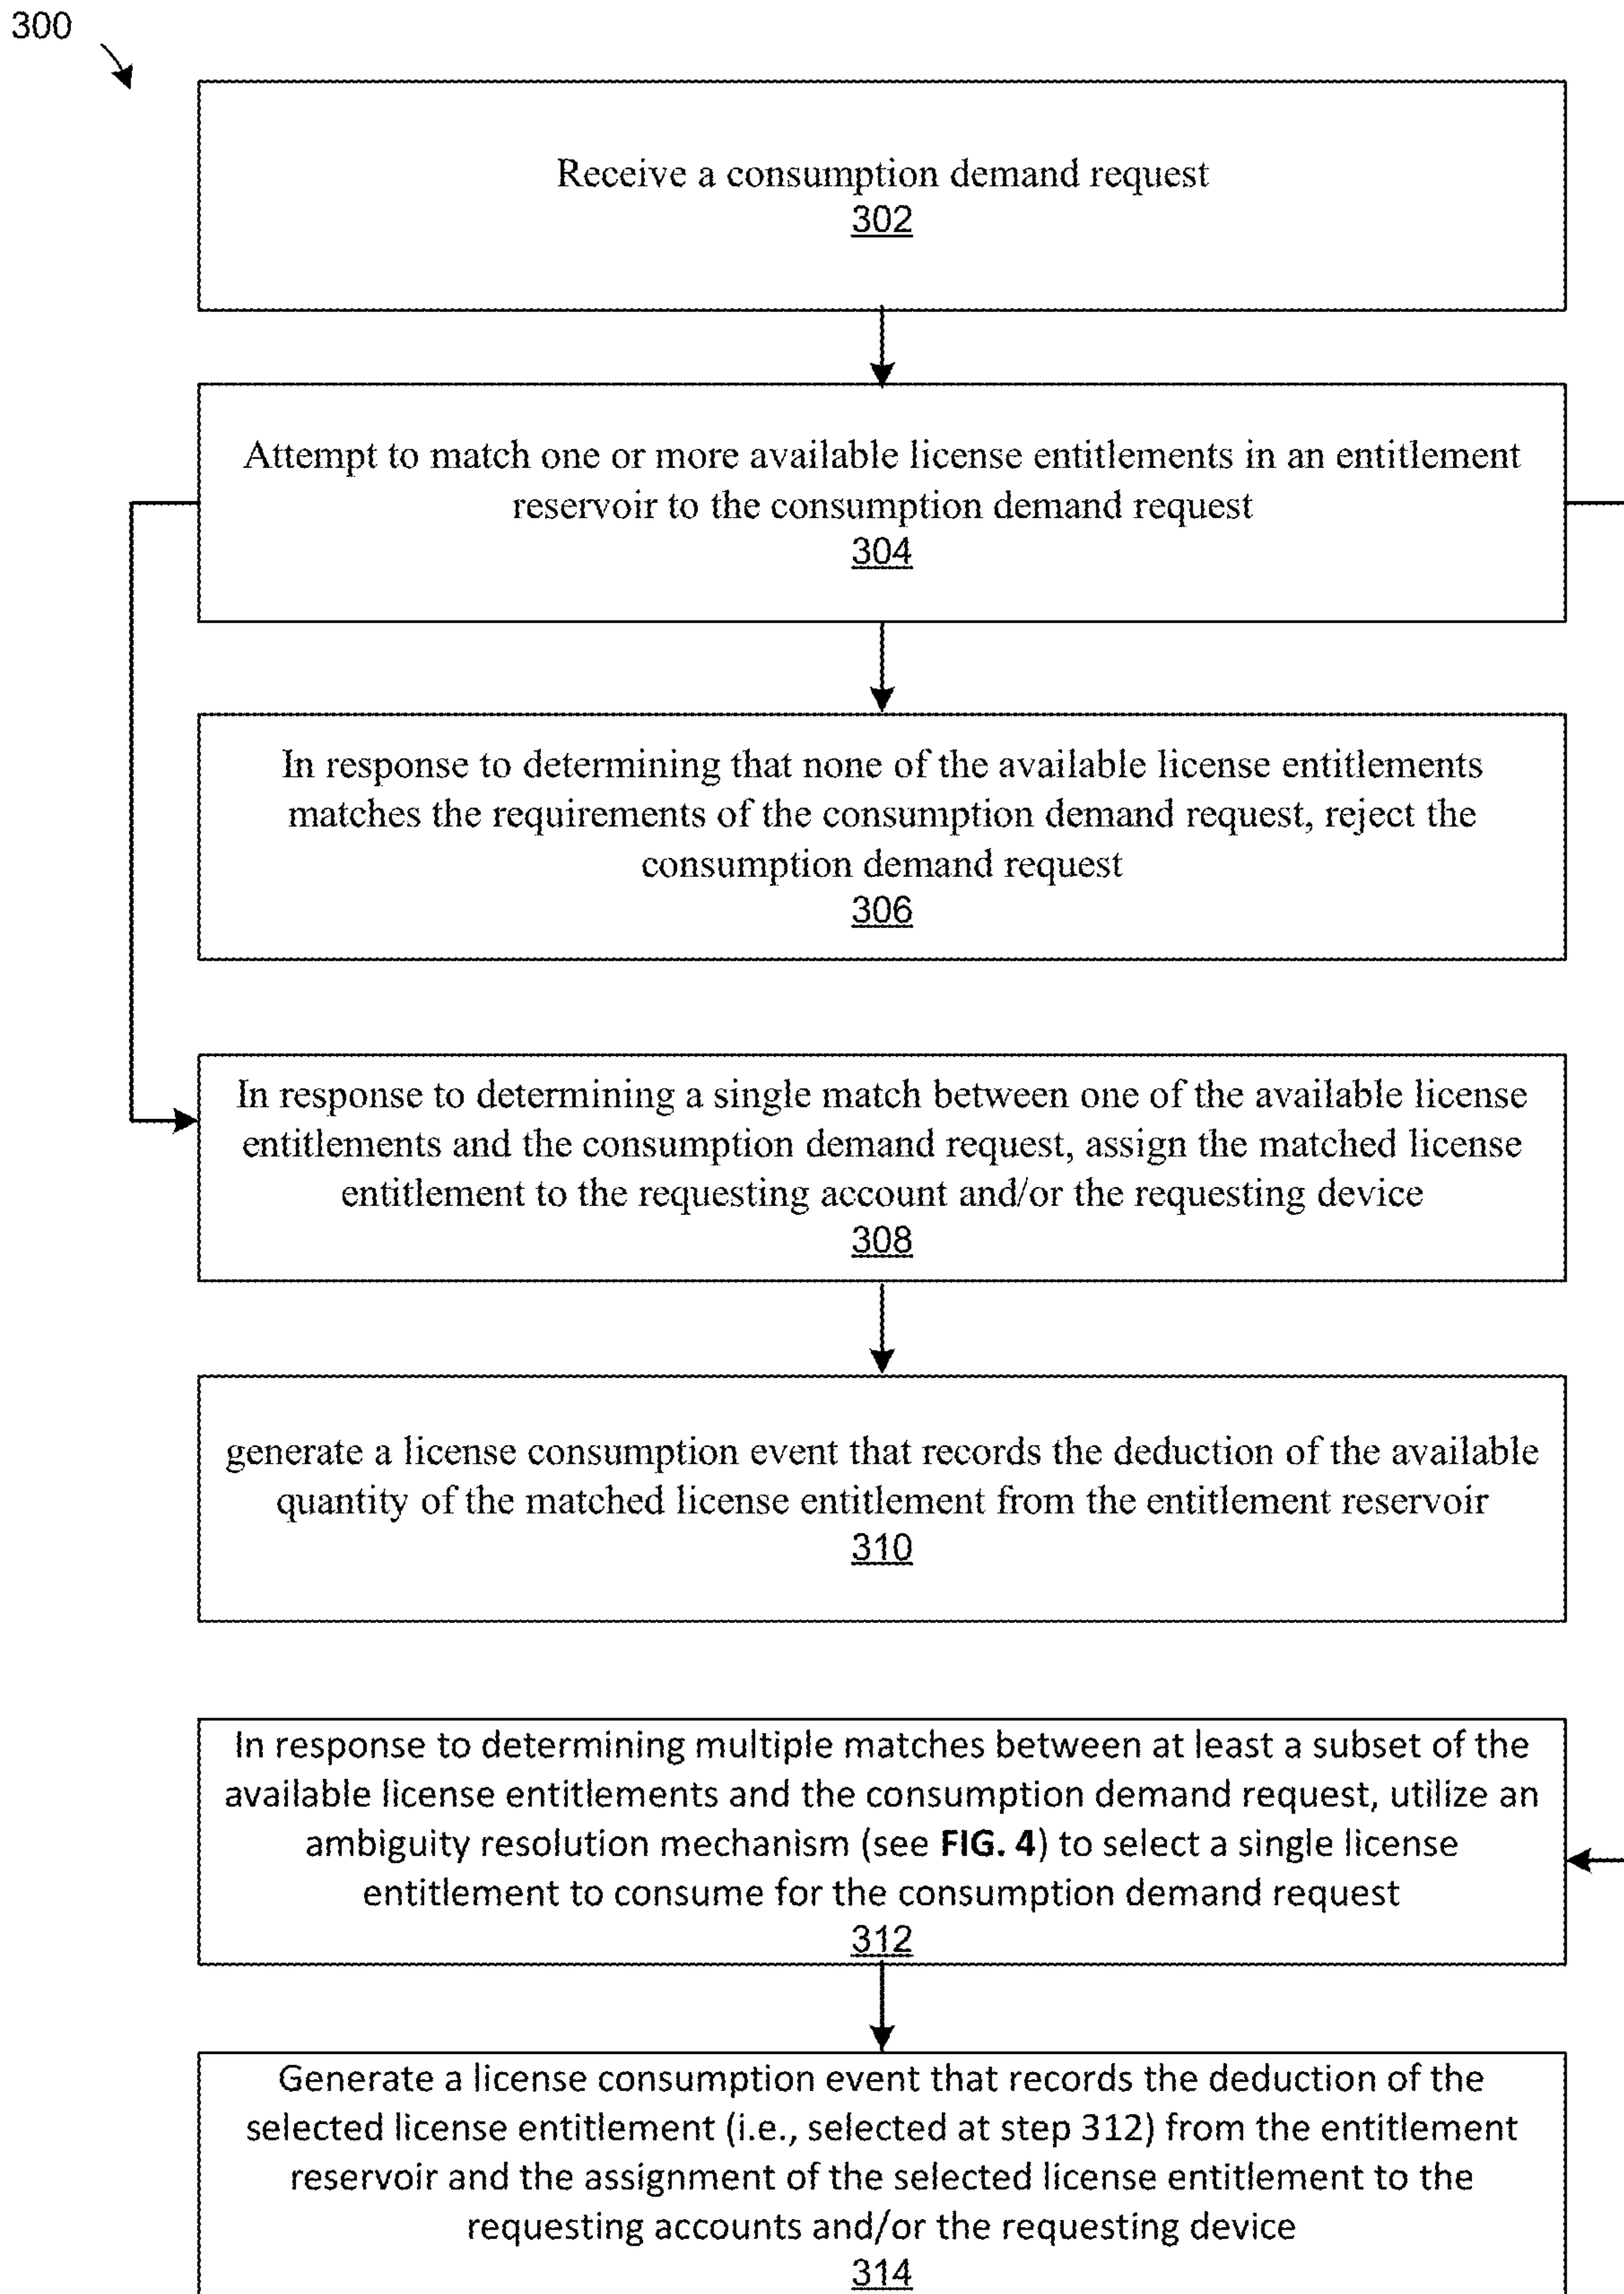 300
Receive a consumption demand request
302
Attempt to match one or more available license entitlements in an entitlement
reservoir to the consumption demand request
304
In response to determining that none of the available license entitlements
matches the requirements of the consumption demand request, reject the
consumption demand request
306
In response to determining a single match between one of the available license
entitlements and the consumption demand request, assign the matched license
entitlement to the requesting account and/or the requesting device
308
generate a license consumption event that records the deduction of the available
quantity of the matched license entitlement from the entitlement reservoir
310
In response to determining multiple matches between at least a subset of the
available license entitlements and the consumption demand request, utilize an
ambiguity resolution mechanism (see FIG. 4) to select a single license
entitlement to consume for the consumption demand request
312
Generate a license consumption event that records the deduction of the
selected license entitlement (i.e., selected at step 312) from the entitlement
reservoir and the assignment of the selected license entitlement to the
requesting accounts and/or the requesting device
314